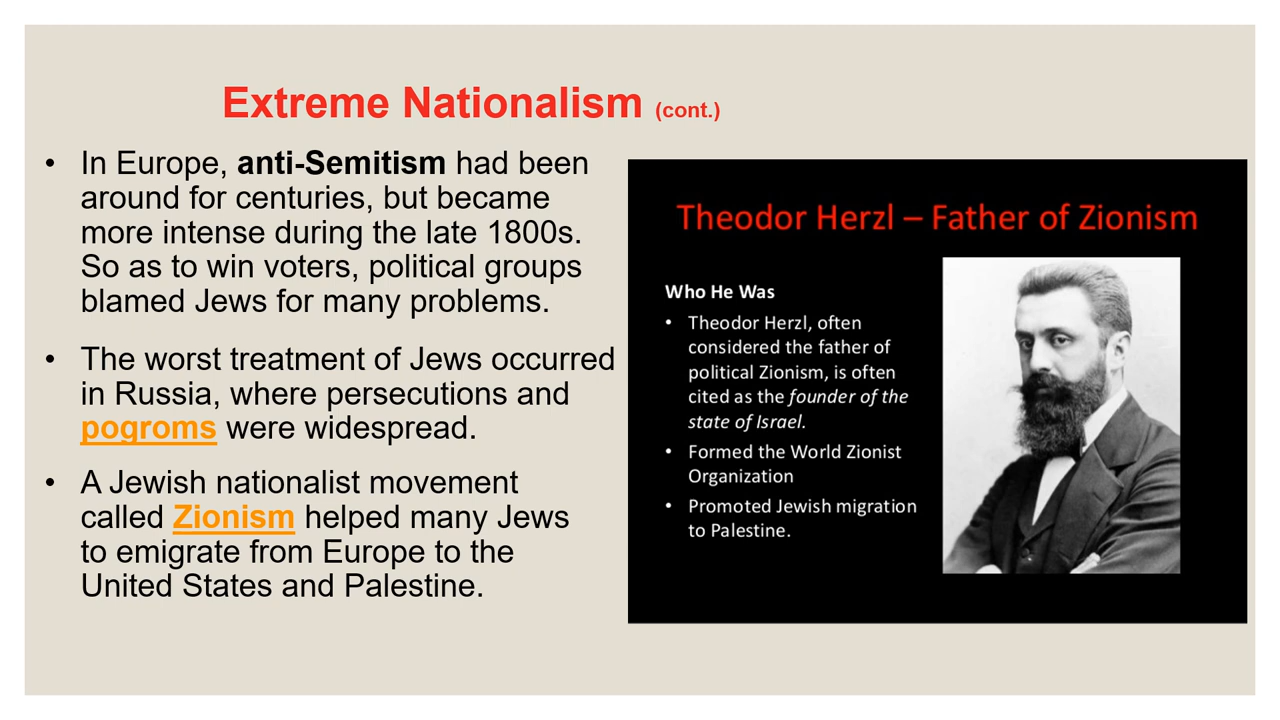 Extreme Nationalism (cont.)
• In Europe, anti-Semitism had been
around for centuries, but became
more intense during the late 1800s.
So as to win voters, political groups
blamed Jews for many problems.
• The worst treatment of Jews occurred
in Russia, where persecutions and
pogroms were widespread.
• A Jewish nationalist movement
called Zionism helped many Jews
to emigrate from Europe to the
United States and Palestine.
Theodor Herzl – Father of Zionism
Who He Was
• Theodor Herzl, often
considered the father of
political Zionism, is often
cited as the founder of the
state of Israel.
• Formed the World Zionist
Organization
• Promoted Jewish migration
to Palestine.